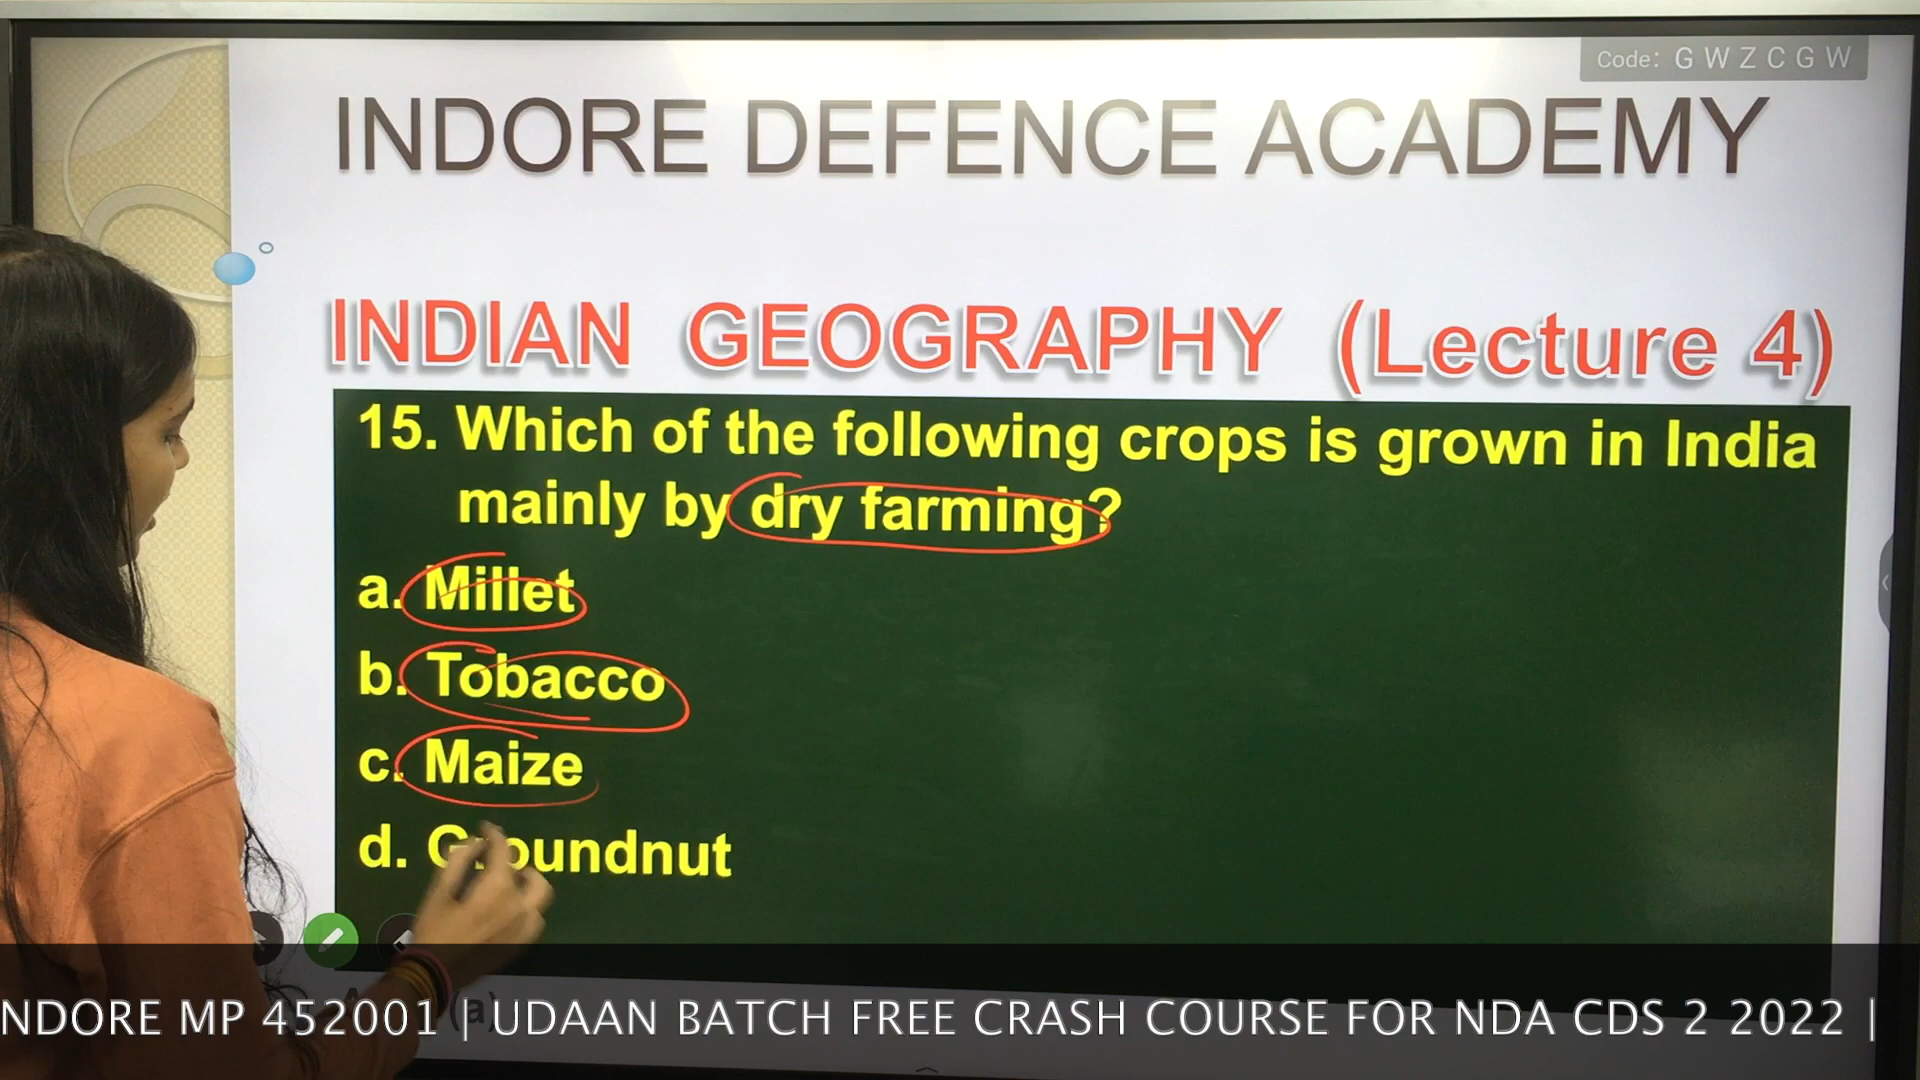 Code: G W Z C G W
INDORE DEFENCE ACADEMY
INDIAN GEOGRAPHY (Lecture 4)
15. Which of the following crops is grown in India
mainly by dry farming?
a. Millet
b. Tobacco
c. Maize
d. Groundnut
(a)
NDORE MP 452001 | UDAAN BATCH FREE CRASH COURSE FOR NDA CDS 2 2022 |